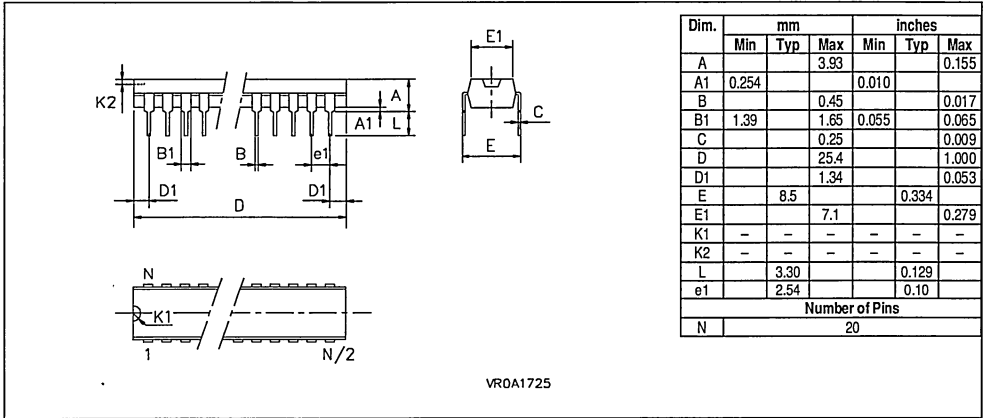 K2
B1
B
e1
A1
A
L
D1
D
D1
E1
C
E
N
K1
1
N/2
VR0A1725
Dim. mm inches
Min Typ Max Min Typ Max
A 3.93 0.155
A1 0.254 0.010
B 0.45 0.017
B1 1.39 1.65 0.055 0.065
C 0.25 0.009
D 25.4 1.000
D1 1.34 0.053
E 8.5 0.334
E1 7.1 0.279
K1 – – – – – –
K2 – – – – – –
L 3.30 0.129
e1 2.54 0.10
Number of Pins
N 20